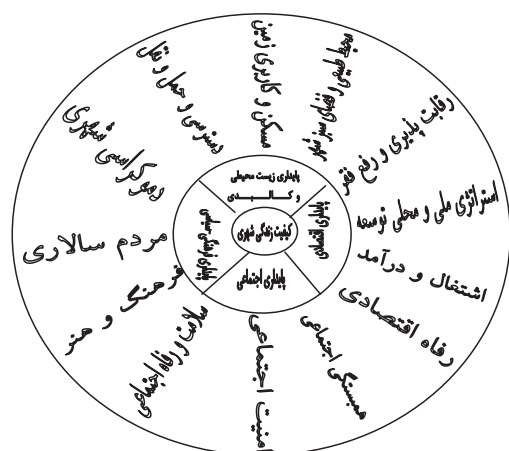 محیط طبیعی و فضای سبز شهر
مسکن و کاربری زمین
دسترسی و حمل و نقل
دموکراسی شهری
مردم سالاری
فرهنگ و هنر
سلامت و رفاه اجتماعی
امنیت اجتماعی
همبستگی اجتماعی
رفاه اقتصادی
اشتغال و درآمد
استراتژی ملی و محلی توسعه
رقابت پذیری و رفع فقر
پایداری زیست محیطی
و کالبدی
پایداری اقتصادی
پایداری اجتماعی
پایداری
کیفیت زندگی شهری